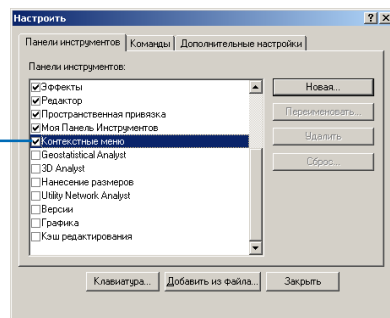 Настроить
Панели инструментов Команды Дополнительные настройки
Панели инструментов:
Эффекты
Редактор
Пространственная привязка
Моя Панель Инструментов
Контекстные меню
Geostatistical Analyst
3D Analyst
Нанесение размеров
Utility Network Analyst
Версии
Графика
Кэш редактирования
Новая...
Переименовать...
Удалить
Сброс...
Клавиатура... Добавить из файла... Закрыть